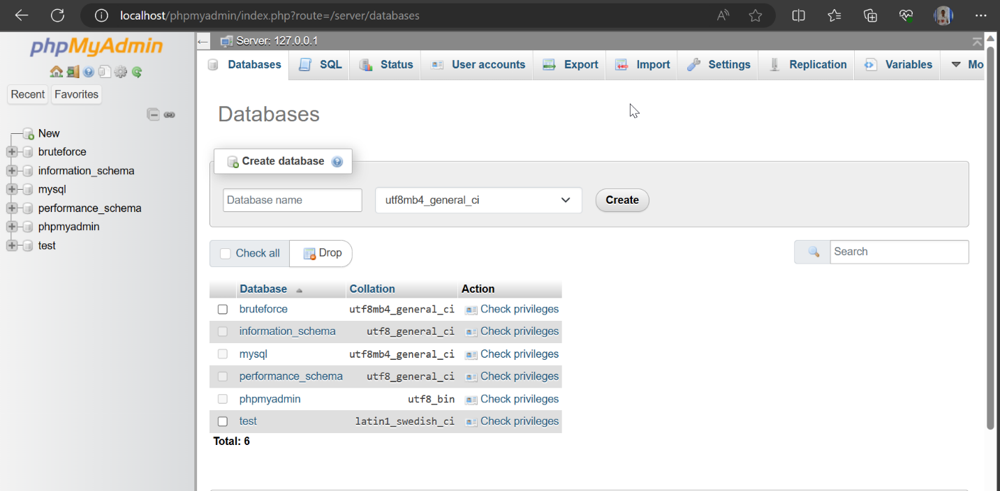 localhost/phpmyadmin/index.php?route=/server/databases
phpMyAdmin
Recent Favorites
New
bruteforce
information_schema
mysql
performance_schema
phpmyadmin
test
Server: 127.0.0.1
Databases SQL Status User accounts Export Import Settings Replication Variables Mo
Databases
Create database
Database name utf8mb4_general_ci Create
Check all Drop Search
Database Collation Action
bruteforce utf8mb4_general_ci Check privileges
information_schema utf8_general_ci Check privileges
mysql utf8mb4_general_ci Check privileges
performance_schema utf8_general_ci Check privileges
phpmyadmin utf8_bin Check privileges
test latin1_swedish_ci Check privileges
Total: 6